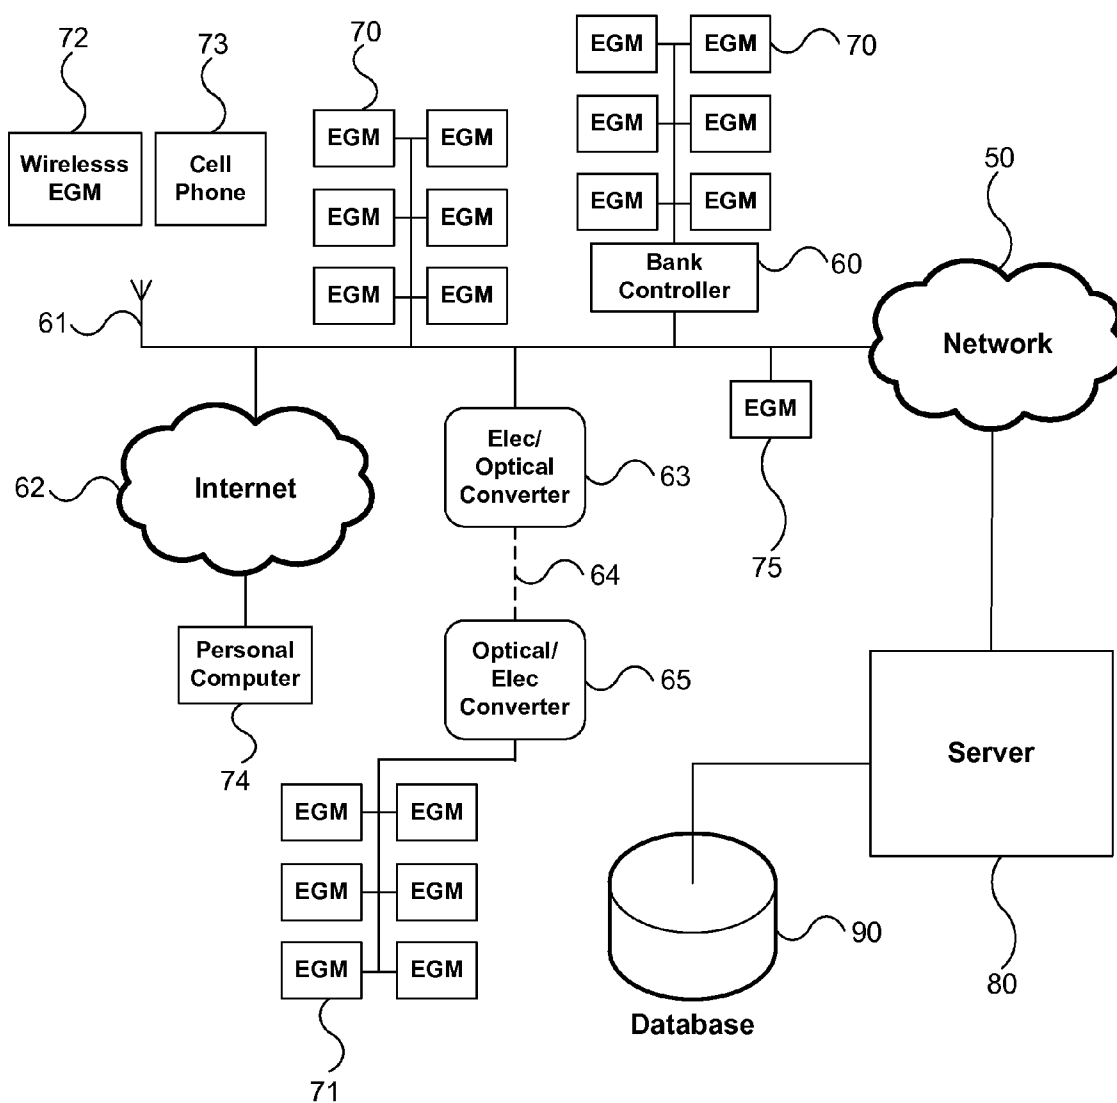 72
73
70
EGM
EGM
70
Wirelesss
EGM
Cell
Phone
EGM
EGM
EGM
EGM
EGM
EGM
EGM
EGM
EGM
EGM
50
Bank
Controller
60
61
Network
EGM
Elec/
Optical
Converter
63
62
Internet
75
64
Personal
Computer
Optical/
Elec
Converter
65
74
Server
EGM
EGM
EGM
EGM
90
EGM
EGM
80
Database
71